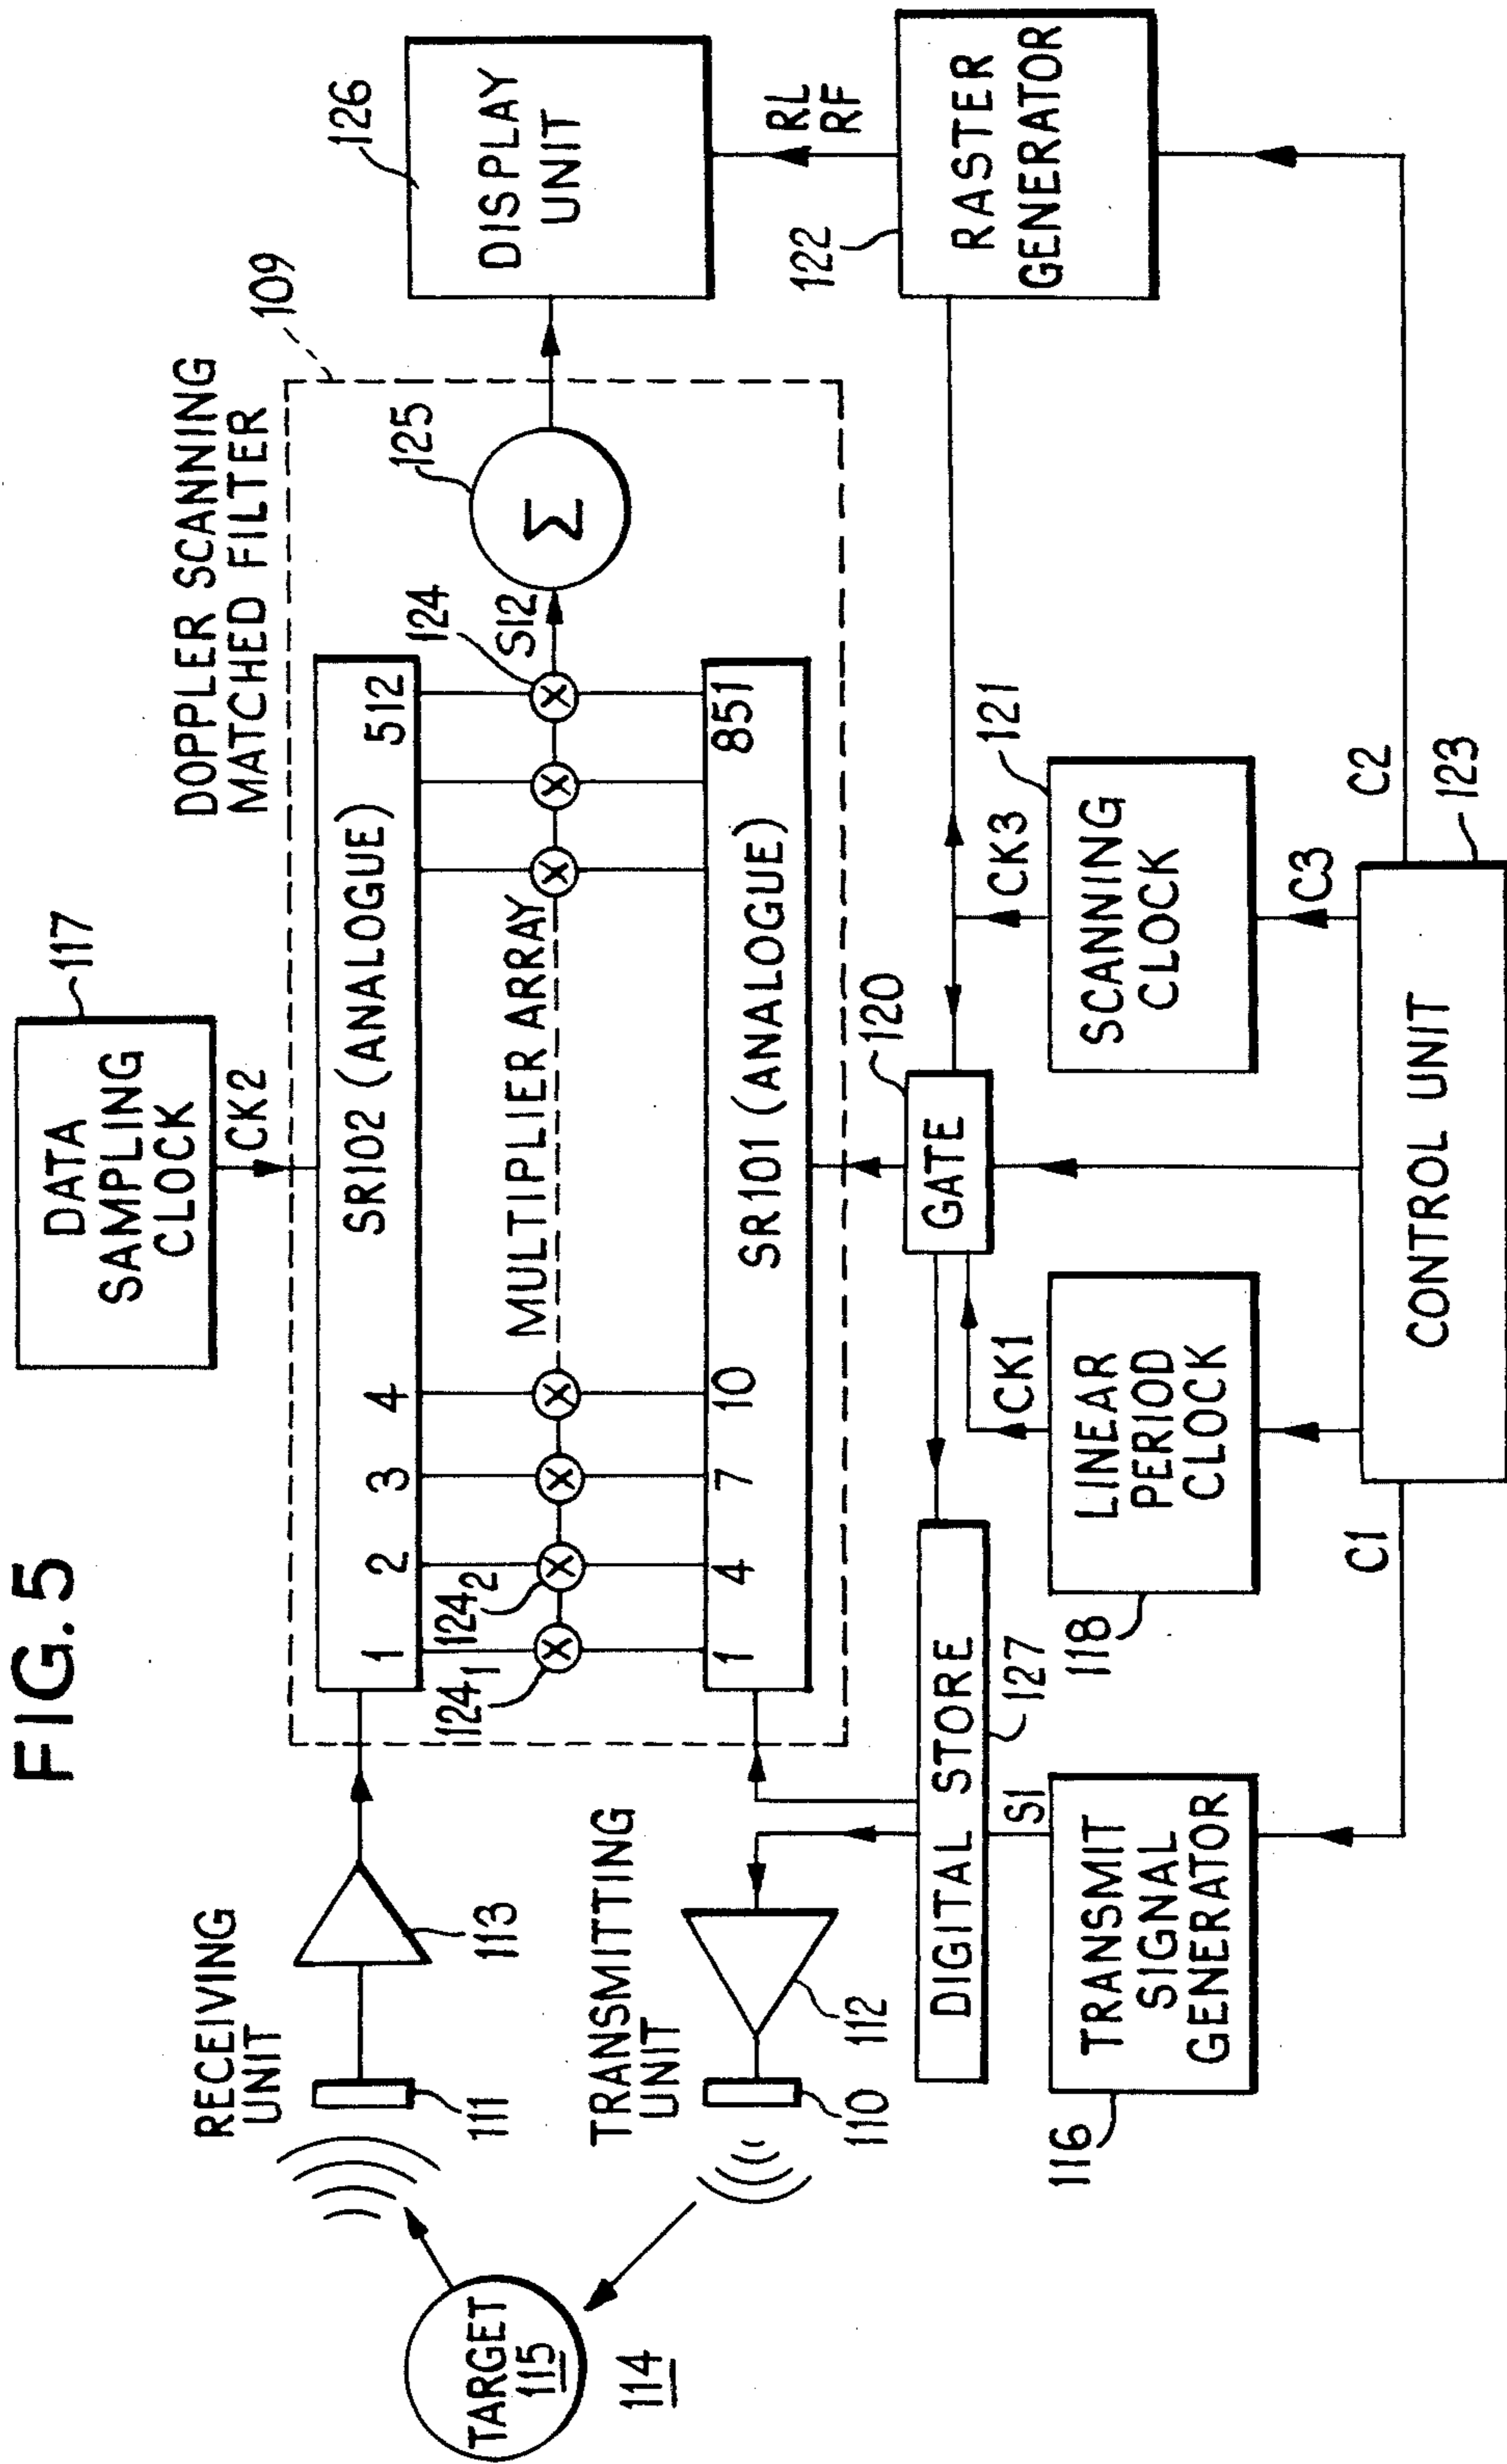 FIG. 5
DATA
SAMPLING
CLOCK
117
CK2
DOPPLER SCANNING
MATCHED FILTER
109
RECEIVING
UNIT
111
113
SR102 (ANALOGUE)
1 2 3 4 512
124₁
124₂
MULTIPLIER ARRAY
124
S12
125
Σ
126
DISPLAY
UNIT
TARGET
115
114
TRANSMITTING
UNIT
110
112
1 4 7 10 851
SR101 (ANALOGUE)
RL
RF
DIGITAL STORE
127
GATE
120
122
RASTER
GENERATOR
S1
CK1
CK3
TRANSMIT
SIGNAL
GENERATOR
116
LINEAR
PERIOD
CLOCK
118
SCANNING
CLOCK
121
C1
C3
C2
CONTROL UNIT
123